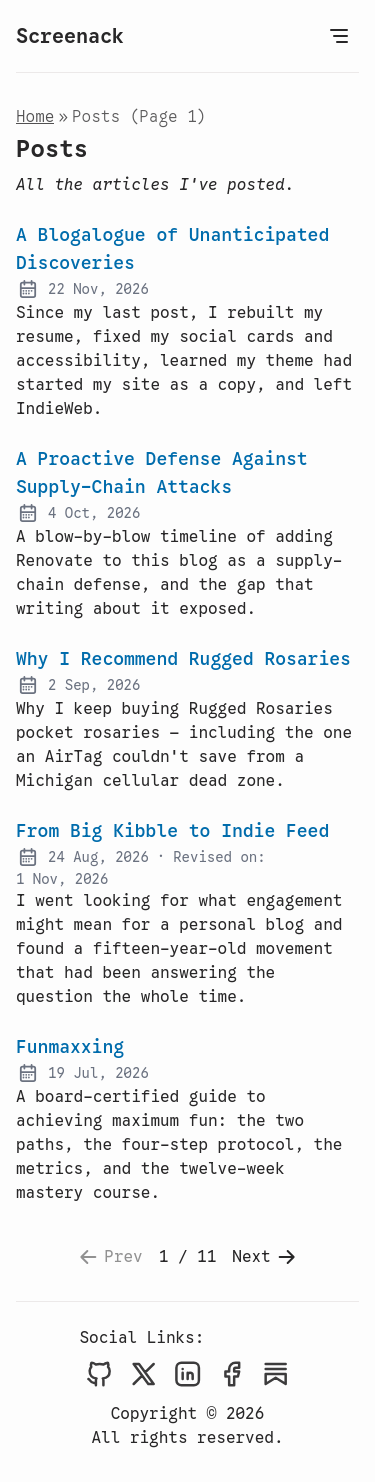 Screenack
Home » Posts (Page 1)
Posts
All the articles I've posted.
A Blogalogue of Unanticipated
Discoveries
22 Nov, 2026
Since my last post, I rebuilt my
resume, fixed my social cards and
accessibility, learned my theme had
started my site as a copy, and left
IndieWeb.
A Proactive Defense Against
Supply-Chain Attacks
4 Oct, 2026
A blow-by-blow timeline of adding
Renovate to this blog as a supply-
chain defense, and the gap that
writing about it exposed.
Why I Recommend Rugged Rosaries
2 Sep, 2026
Why I keep buying Rugged Rosaries
pocket rosaries — including the one
an AirTag couldn't save from a
Michigan cellular dead zone.
From Big Kibble to Indie Feed
24 Aug, 2026 · Revised on:
1 Nov, 2026
I went looking for what engagement
might mean for a personal blog and
found a fifteen-year-old movement
that had been answering the
question the whole time.
Funmaxxing
19 Jul, 2026
A board-certified guide to
achieving maximum fun: the two
paths, the four-step protocol, the
metrics, and the twelve-week
mastery course.
Prev 1 / 11 Next
Social Links:
Copyright © 2026
All rights reserved.